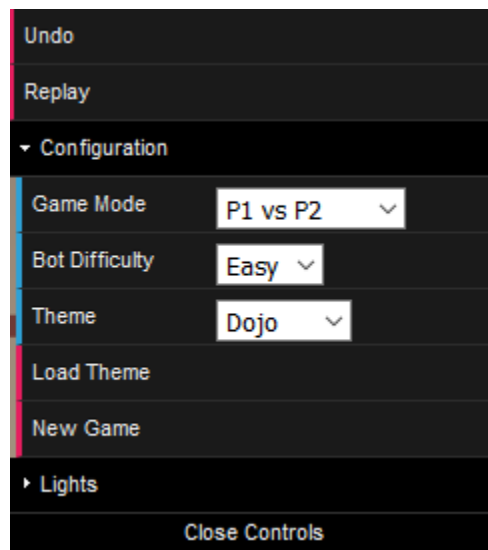 Undo
Replay
Configuration
Game Mode P1 vs P2
Bot Difficulty Easy
Theme Dojo
Load Theme
New Game
Lights
Close Controls